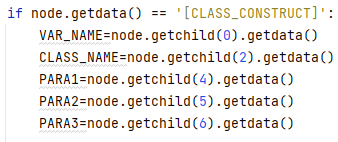 if node.getdata() == '[CLASS_CONSTRUCT]':
    VAR_NAME=node.getchild(0).getdata()
    CLASS_NAME=node.getchild(2).getdata()
    PARA1=node.getchild(4).getdata()
    PARA2=node.getchild(5).getdata()
    PARA3=node.getchild(6).getdata()